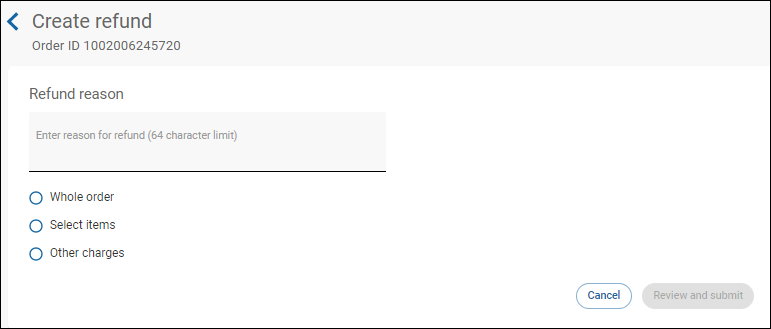 Create refund
Order ID 1002006245720
Refund reason
Enter reason for refund (64 character limit)
Whole order
Select items
Other charges
Cancel
Review and submit